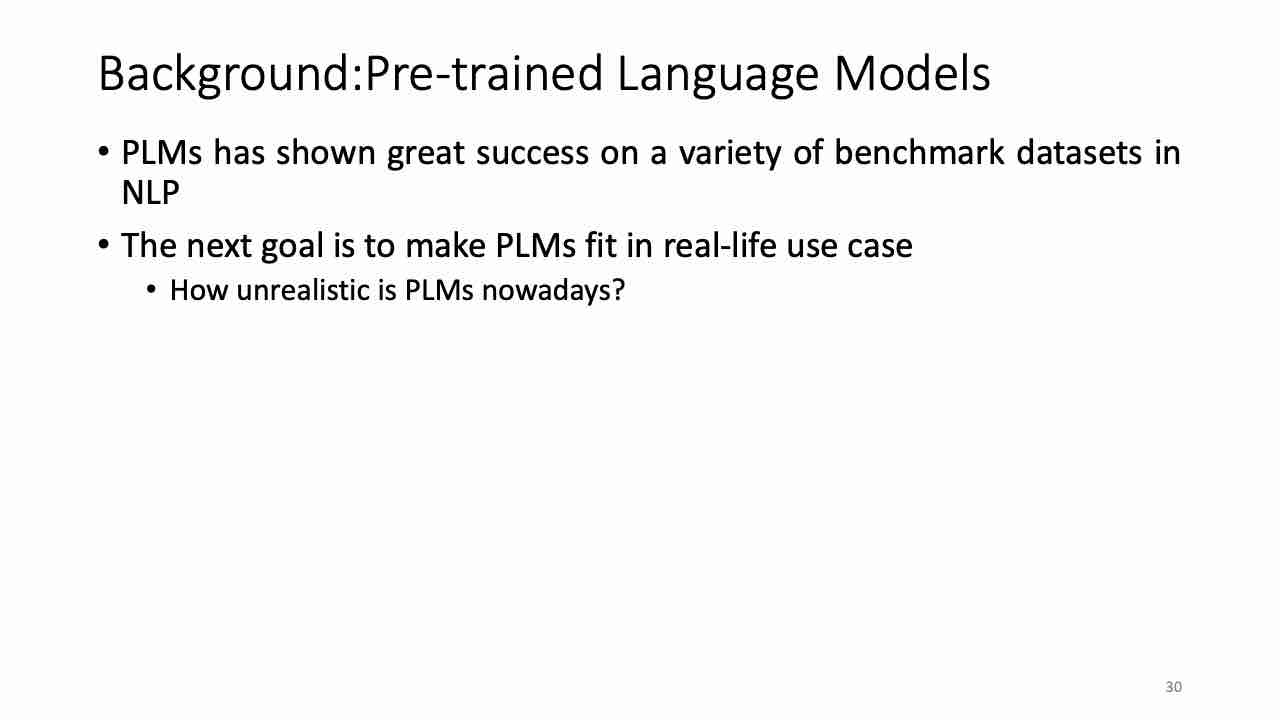 Background:Pre-trained Language Models
• PLMs has shown great success on a variety of benchmark datasets in
NLP
• The next goal is to make PLMs fit in real-life use case
• How unrealistic is PLMs nowadays?
30